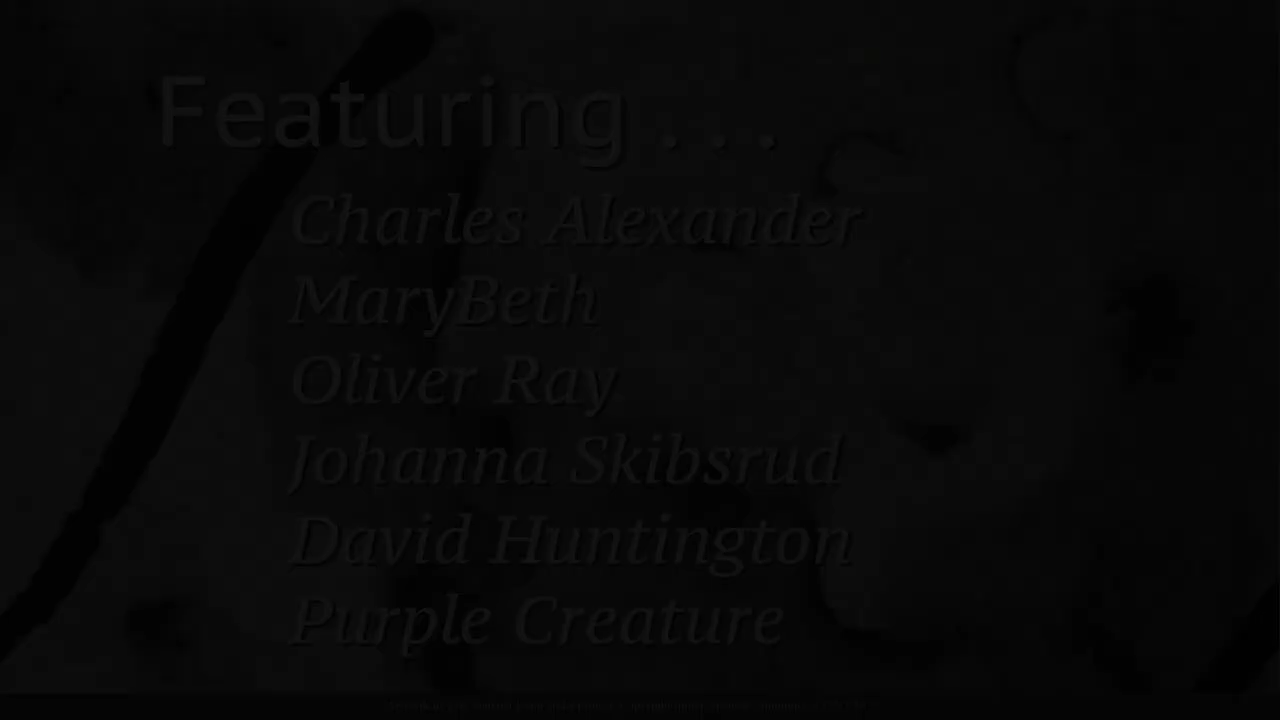 Featuring . . .
Charles Alexander
MaryBeth
Oliver Ray
Johanna Skibsrud
David Huntington
Purple Creature